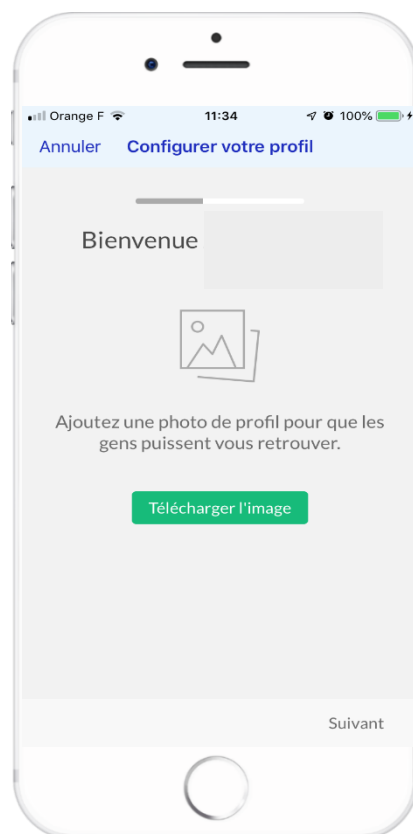 Orange F 11:34 100%
Annuler Configurer votre profil
Bienvenue
Ajoutez une photo de profil pour que les
gens puissent vous retrouver.
Télécharger l'image
Suivant